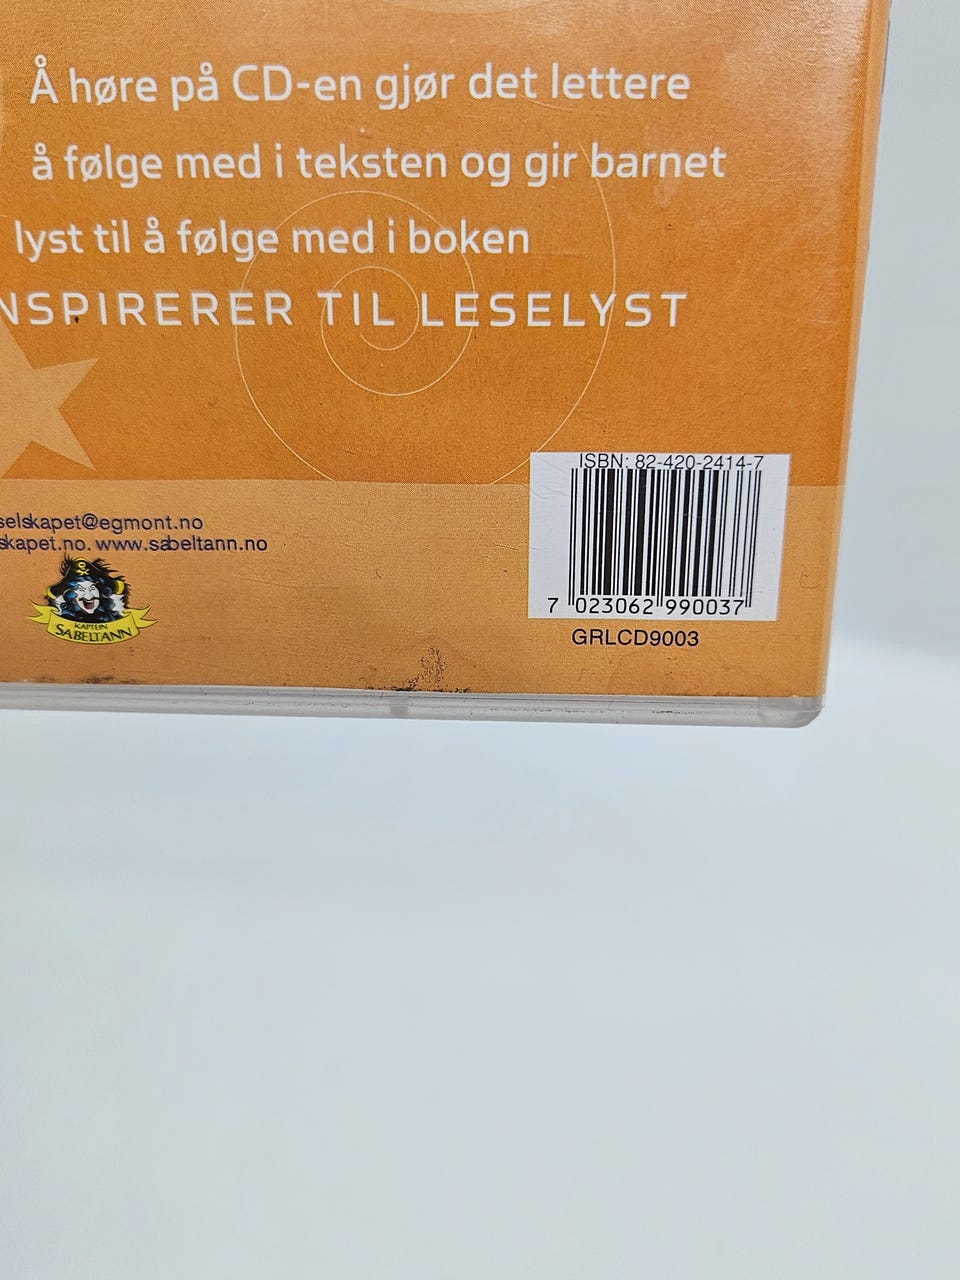 Å høre på CD-en gjør det lettere
å følge med i teksten og gir barnet
lyst til å følge med i boken
NSPIRERER TIL LESELYST
selskapet@egmont.no
skapet.no. www.sabeltann.no
KAPTEIN
SABELTANN
ISBN: 82-420-2414-7
7 023062 990037
GRLCD9003